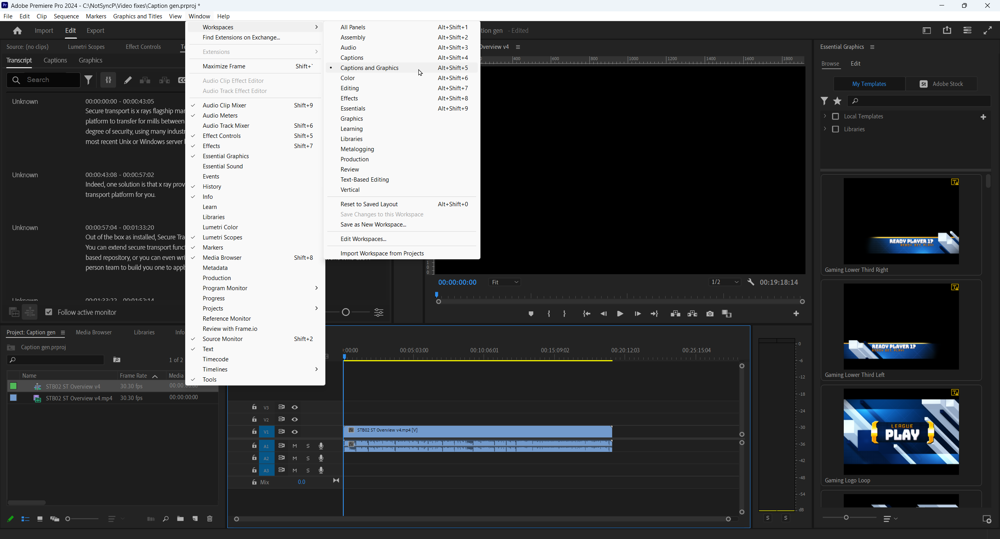 Adobe Premiere Pro 2024 - C:\NotSyncP\Video fixes\Caption gen.prproj *
File Edit Clip Sequence Markers Graphics and Titles View Window Help
Import Edit Export
tion gen - Edited
Source: (no clips) Lumetri Scopes Effect Controls Te
Transcript Captions Graphics
Search
Unknown 00:00:00:00 - 00:00:43:05
Secure transport is x rays flagship mar
platform to transfer for mills between
degree of security, using many industr
most recent Unix or Windows server
Unknown 00:00:43:08 - 00:00:57:02
Indeed, one solution is that x ray prov
transport platform for you.
Unknown 00:00:57:04 - 00:01:33:20
Out of the box as installed, Secure Tra
You can extend secure transport func
based repository, or you can even wri
person team to build you one to appl
Unknown 00:01:33:22 - 00:01:52:14
Follow active monitor
Workspaces
Find Extensions on Exchange...
Extensions
Maximize Frame Shift+`
Audio Clip Effect Editor
Audio Track Effect Editor
Audio Clip Mixer Shift+9
Audio Meters
Audio Track Mixer Shift+6
Effect Controls Shift+5
Effects Shift+7
Essential Graphics
Essential Sound
Events
History
Info
Learn
Libraries
Lumetri Color
Lumetri Scopes
Markers
Media Browser Shift+8
Metadata
Production
Program Monitor
Progress
Projects
Reference Monitor
Review with Frame.io
Source Monitor Shift+2
Text
Timecode
Timelines
Tools
All Panels Alt+Shift+1
Assembly Alt+Shift+2
Audio Alt+Shift+3
Captions Alt+Shift+4
Captions and Graphics Alt+Shift+5
Color Alt+Shift+6
Editing Alt+Shift+7
Effects Alt+Shift+8
Essentials Alt+Shift+9
Graphics
Learning
Libraries
Metalogging
Production
Review
Text-Based Editing
Vertical
Reset to Saved Layout Alt+Shift+0
Save Changes to this Workspace
Save as New Workspace...
Edit Workspaces...
Import Workspace from Projects
Overview v4
400 600 800 1000 1200 1400 1600 1800
1
0
0
00:00:00:00 Fit 1/2 00:19:18:14
Project: Caption gen Media Browser Libraries Info
Caption gen.prproj
1 of 2
Name Frame Rate Media
STB02 ST Overview v4 30.30 fps 00:00:00:00
STB02 ST Overview v4.mp4 30.30 fps 00:00:00:00
:00:00 00:05:03:00 00:10:06:01 00:15:09:02 00:20:12:03 00:25:15:04
V3
V2
V1 fx STB02 ST Overview v4.mp4 [V]
A1 M S fx
A2 M S
A3 M S
Mix 0.0
0
-6
-12
-18
-24
-30
-36
-42
-48
-54
dB
S S
Essential Graphics
Browse Edit
My Templates St Adobe Stock
Local Templates
Libraries
READY PLAYER 1?
READY, SET, PLAY!
Gaming Lower Third Right
READY PLAYER 1?
READY, SET, PLAY!
Gaming Lower Third Left
LEAGUE
PLAY
Gaming Logo Loop